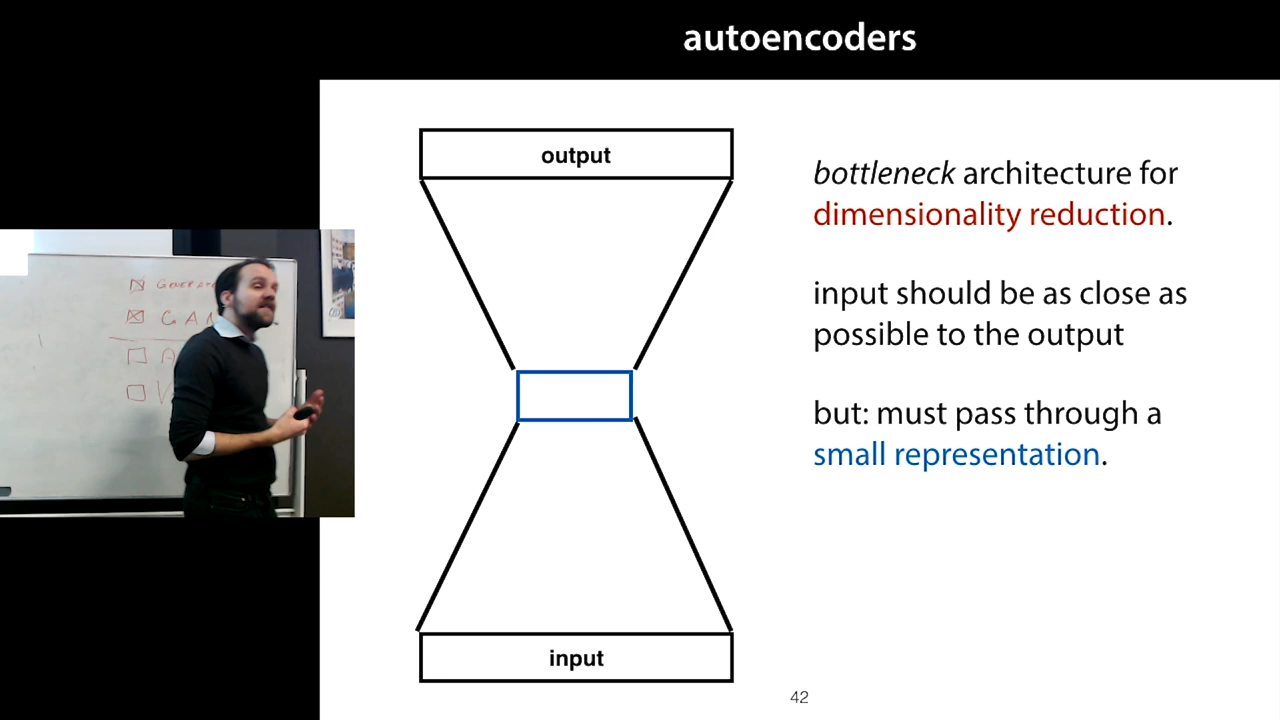 autoencoders
output
bottleneck architecture for
dimensionality reduction.
input should be as close as
possible to the output
but: must pass through a
small representation.
input
42